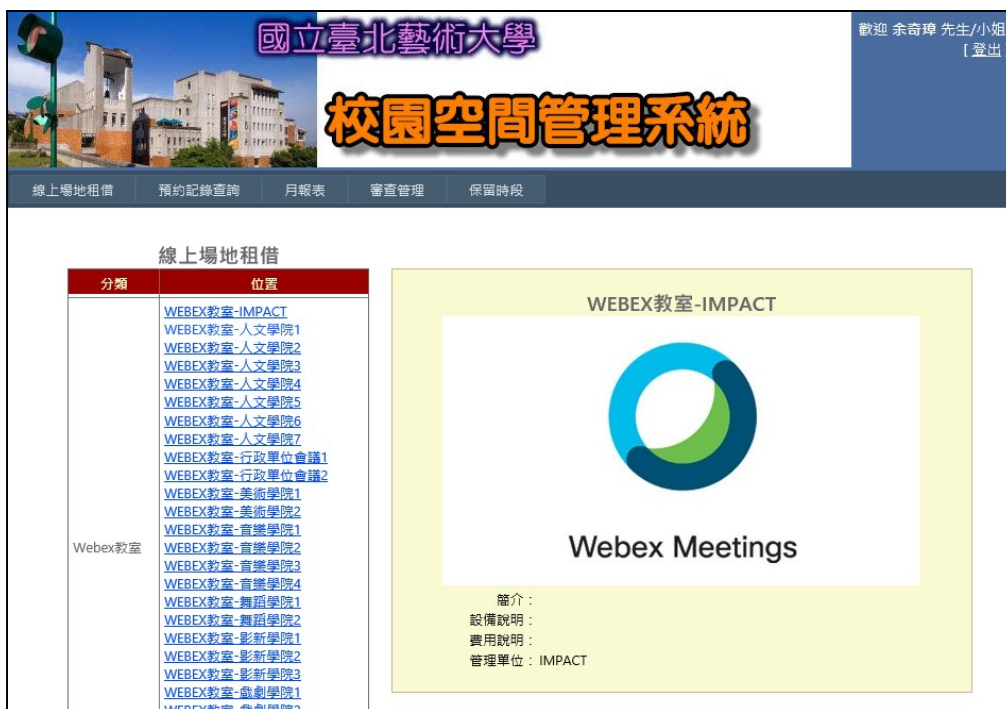 國立臺北藝術大學
校園空間管理系統
歡迎 余奇璋 先生/小姐
[ 登出
線上場地租借 預約記錄查詢 月報表 審查管理 保留時段
線上場地租借
分類 位置
Webex教室
WEBEX教室-IMPACT
WEBEX教室-人文學院1
WEBEX教室-人文學院2
WEBEX教室-人文學院3
WEBEX教室-人文學院4
WEBEX教室-人文學院5
WEBEX教室-人文學院6
WEBEX教室-人文學院7
WEBEX教室-行政單位會議1
WEBEX教室-行政單位會議2
WEBEX教室-美術學院1
WEBEX教室-美術學院2
WEBEX教室-音樂學院1
WEBEX教室-音樂學院2
WEBEX教室-音樂學院3
WEBEX教室-音樂學院4
WEBEX教室-舞蹈學院1
WEBEX教室-舞蹈學院2
WEBEX教室-影新學院1
WEBEX教室-影新學院2
WEBEX教室-影新學院3
WEBEX教室-戲劇學院1
WEBEX教室-IMPACT
Webex Meetings
簡介：
設備說明：
費用說明：
管理單位：IMPACT